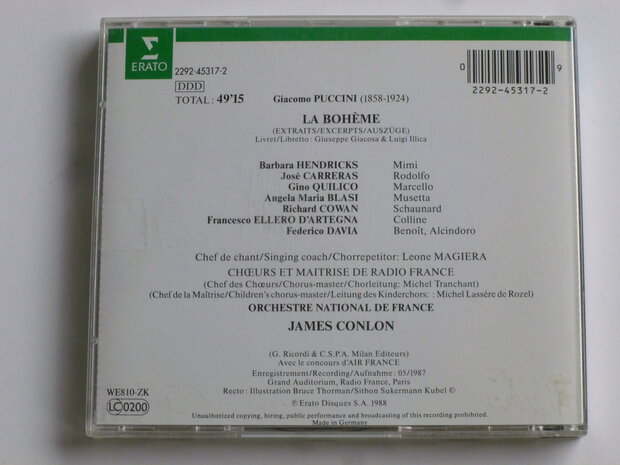 ERATO
2292-45317-2
DDD
TOTAL : 49'15
Giacomo PUCCINI (1858-1924)
0 9
2292-45317-2
LA BOHÈME
(EXTRAITS/EXCERPTS/AUSZÜGE)
Livret/Libretto : Giuseppe Giacosa & Luigi Illica
Barbara HENDRICKS Mimi
José CARRERAS Rodolfo
Gino QUILICO Marcello
Angela Maria BLASI Musetta
Richard COWAN Schaunard
Francesco ELLERO D'ARTEGNA Colline
Federico DAVIA Benoît, Alcindoro
Chef de chant/Singing coach/Chorrepetitor: Leone MAGIERA
CHŒURS ET MAITRISE DE RADIO FRANCE
(Chef des Chœurs/Chorus-master/Chorleitung: Michel Tranchant)
(Chef de la Maîtrise/Children's chorus-master/Leitung des Kinderchors: : Michel Lassère de Rozel)
ORCHESTRE NATIONAL DE FRANCE
JAMES CONLON
(G. Ricordi & C.S.P.A. Milan Editeurs)
Avec le concours d'AIR FRANCE
Enregistrement/Recording/Aufnahme : 05/1987
Grand Auditorium, Radio France, Paris
Recto : Illustration Bruce Thorman/Sitbon Sukermann Kubel ©
℗ Erato Disques S.A. 1988
WE810-ZK
LC 0200
Unauthorized copying, hiring, public performance and broadcasting of this recording prohibited.
Made in Germany